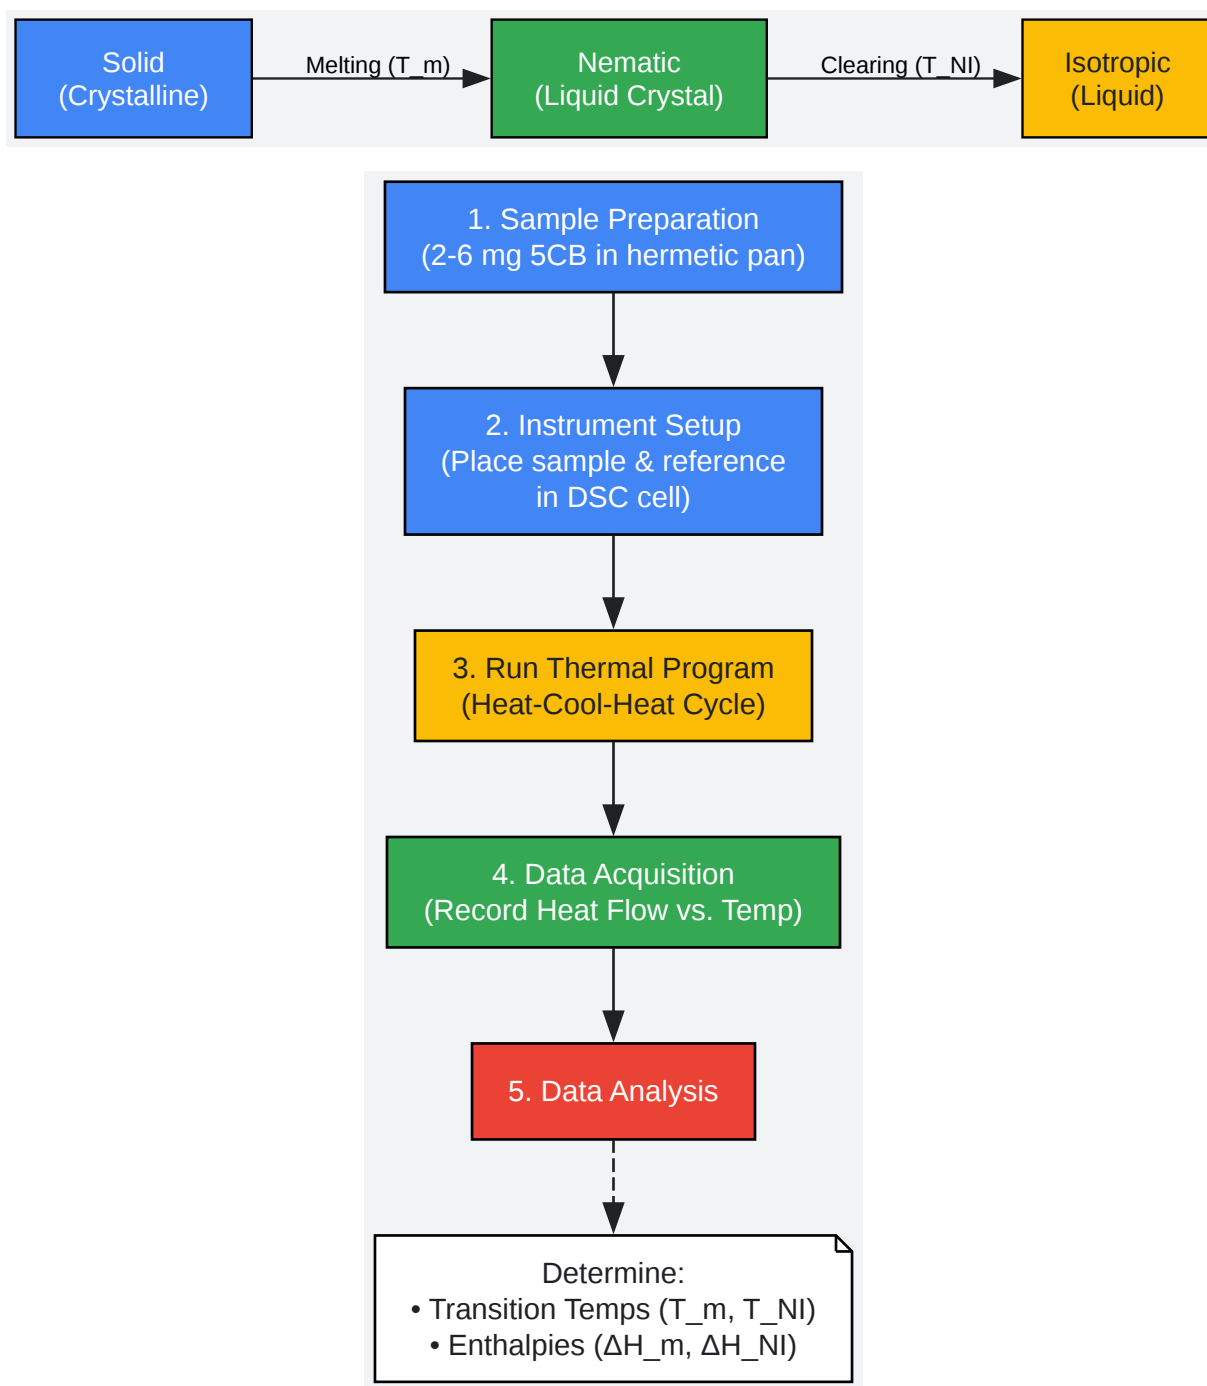 Solid
(Crystalline)
Melting (T_m)
Nematic
(Liquid Crystal)
Clearing (T_NI)
Isotropic
(Liquid)
1. Sample Preparation
(2-6 mg 5CB in hermetic pan)
2. Instrument Setup
(Place sample & reference
in DSC cell)
3. Run Thermal Program
(Heat-Cool-Heat Cycle)
4. Data Acquisition
(Record Heat Flow vs. Temp)
5. Data Analysis
Determine:
• Transition Temps (T_m, T_NI)
• Enthalpies (ΔH_m, ΔH_NI)